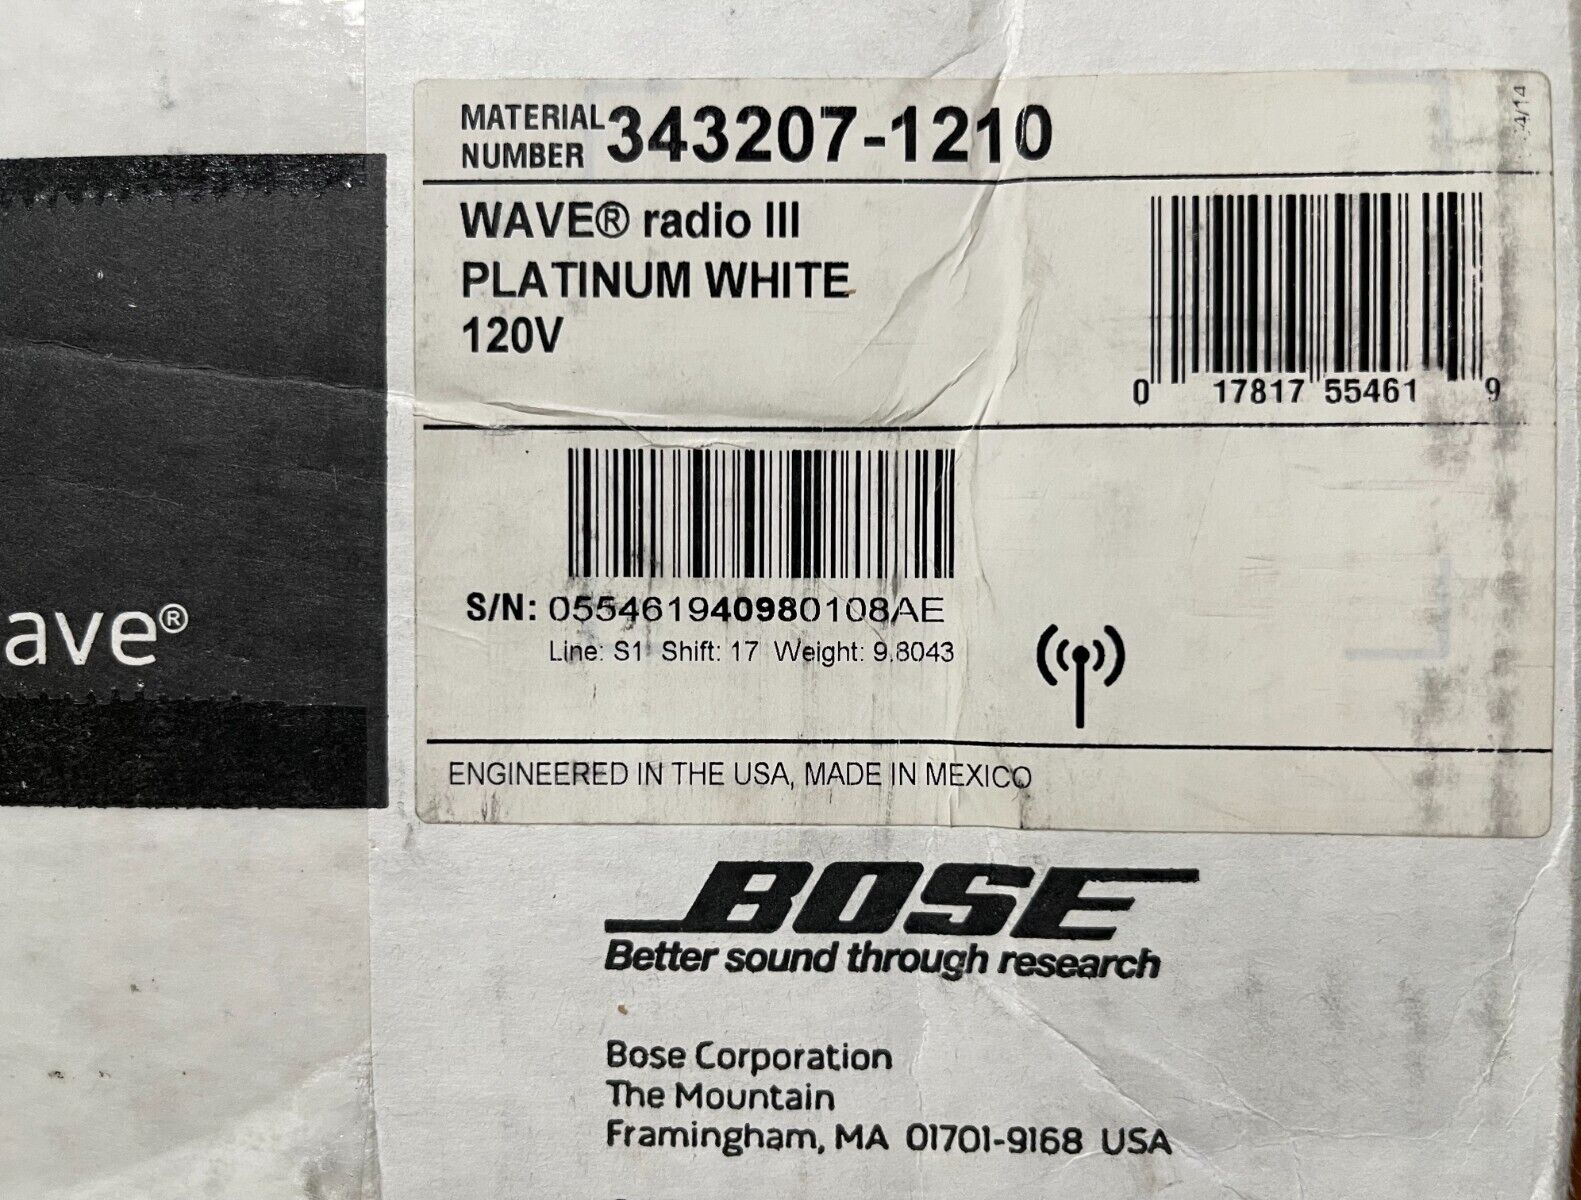 MATERIAL NUMBER 343207-1210
WAVE® radio III
PLATINUM WHITE
120V
0 17817 55461 9
S/N: 055461940980108AE
Line: S1 Shift: 17 Weight: 9.8043
ENGINEERED IN THE USA, MADE IN MEXICO
ave®
BOSE
Better sound through research
Bose Corporation
The Mountain
Framingham, MA 01701-9168 USA